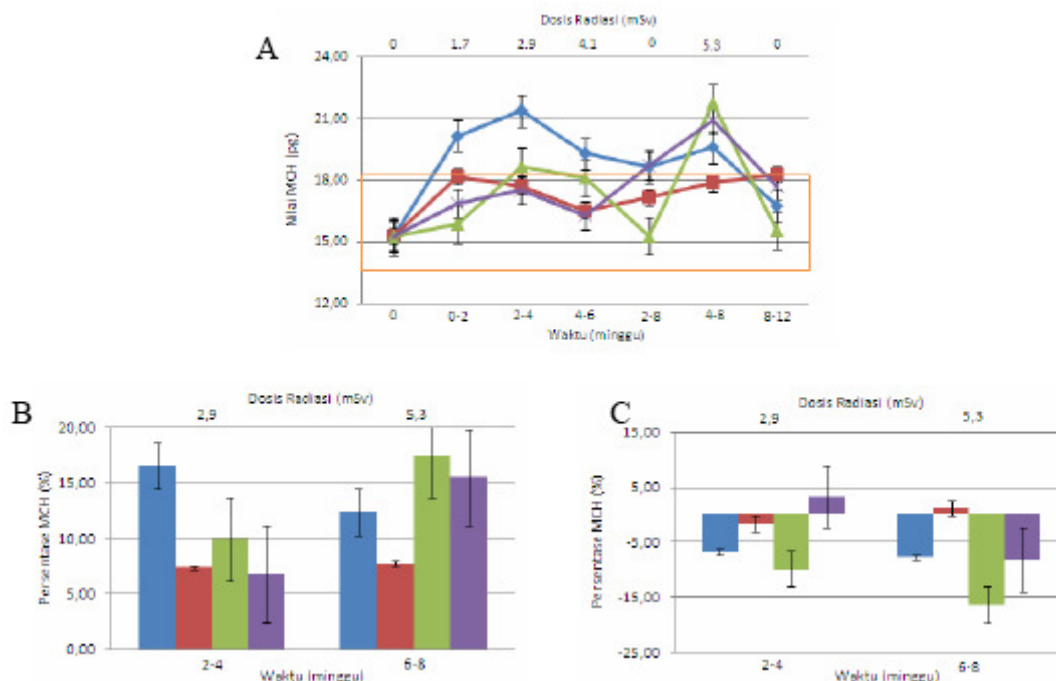 Dosis Radiasi (mSv)
A
0 1.7 2.9 4.1 0 5.3 0
24,00
21,00
18,00
15,00
12,00
Nilai MCH (pg)
0 0-2 2-4 4-6 2-8 4-8 8-12
Waktu (minggu)
B
Dosis Radiasi (mSv)
2,9 5,3
20,00
15,00
10,00
5,00
0,00
Persentase MCH (%)
2-4 6-8
Waktu (minggu)
C
Dosis Radiasi (mSv)
2,9 5,3
15,00
5,00
-5,00
-15,00
-25,00
Persentase MCH (%)
2-4 6-8
Waktu (minggu)